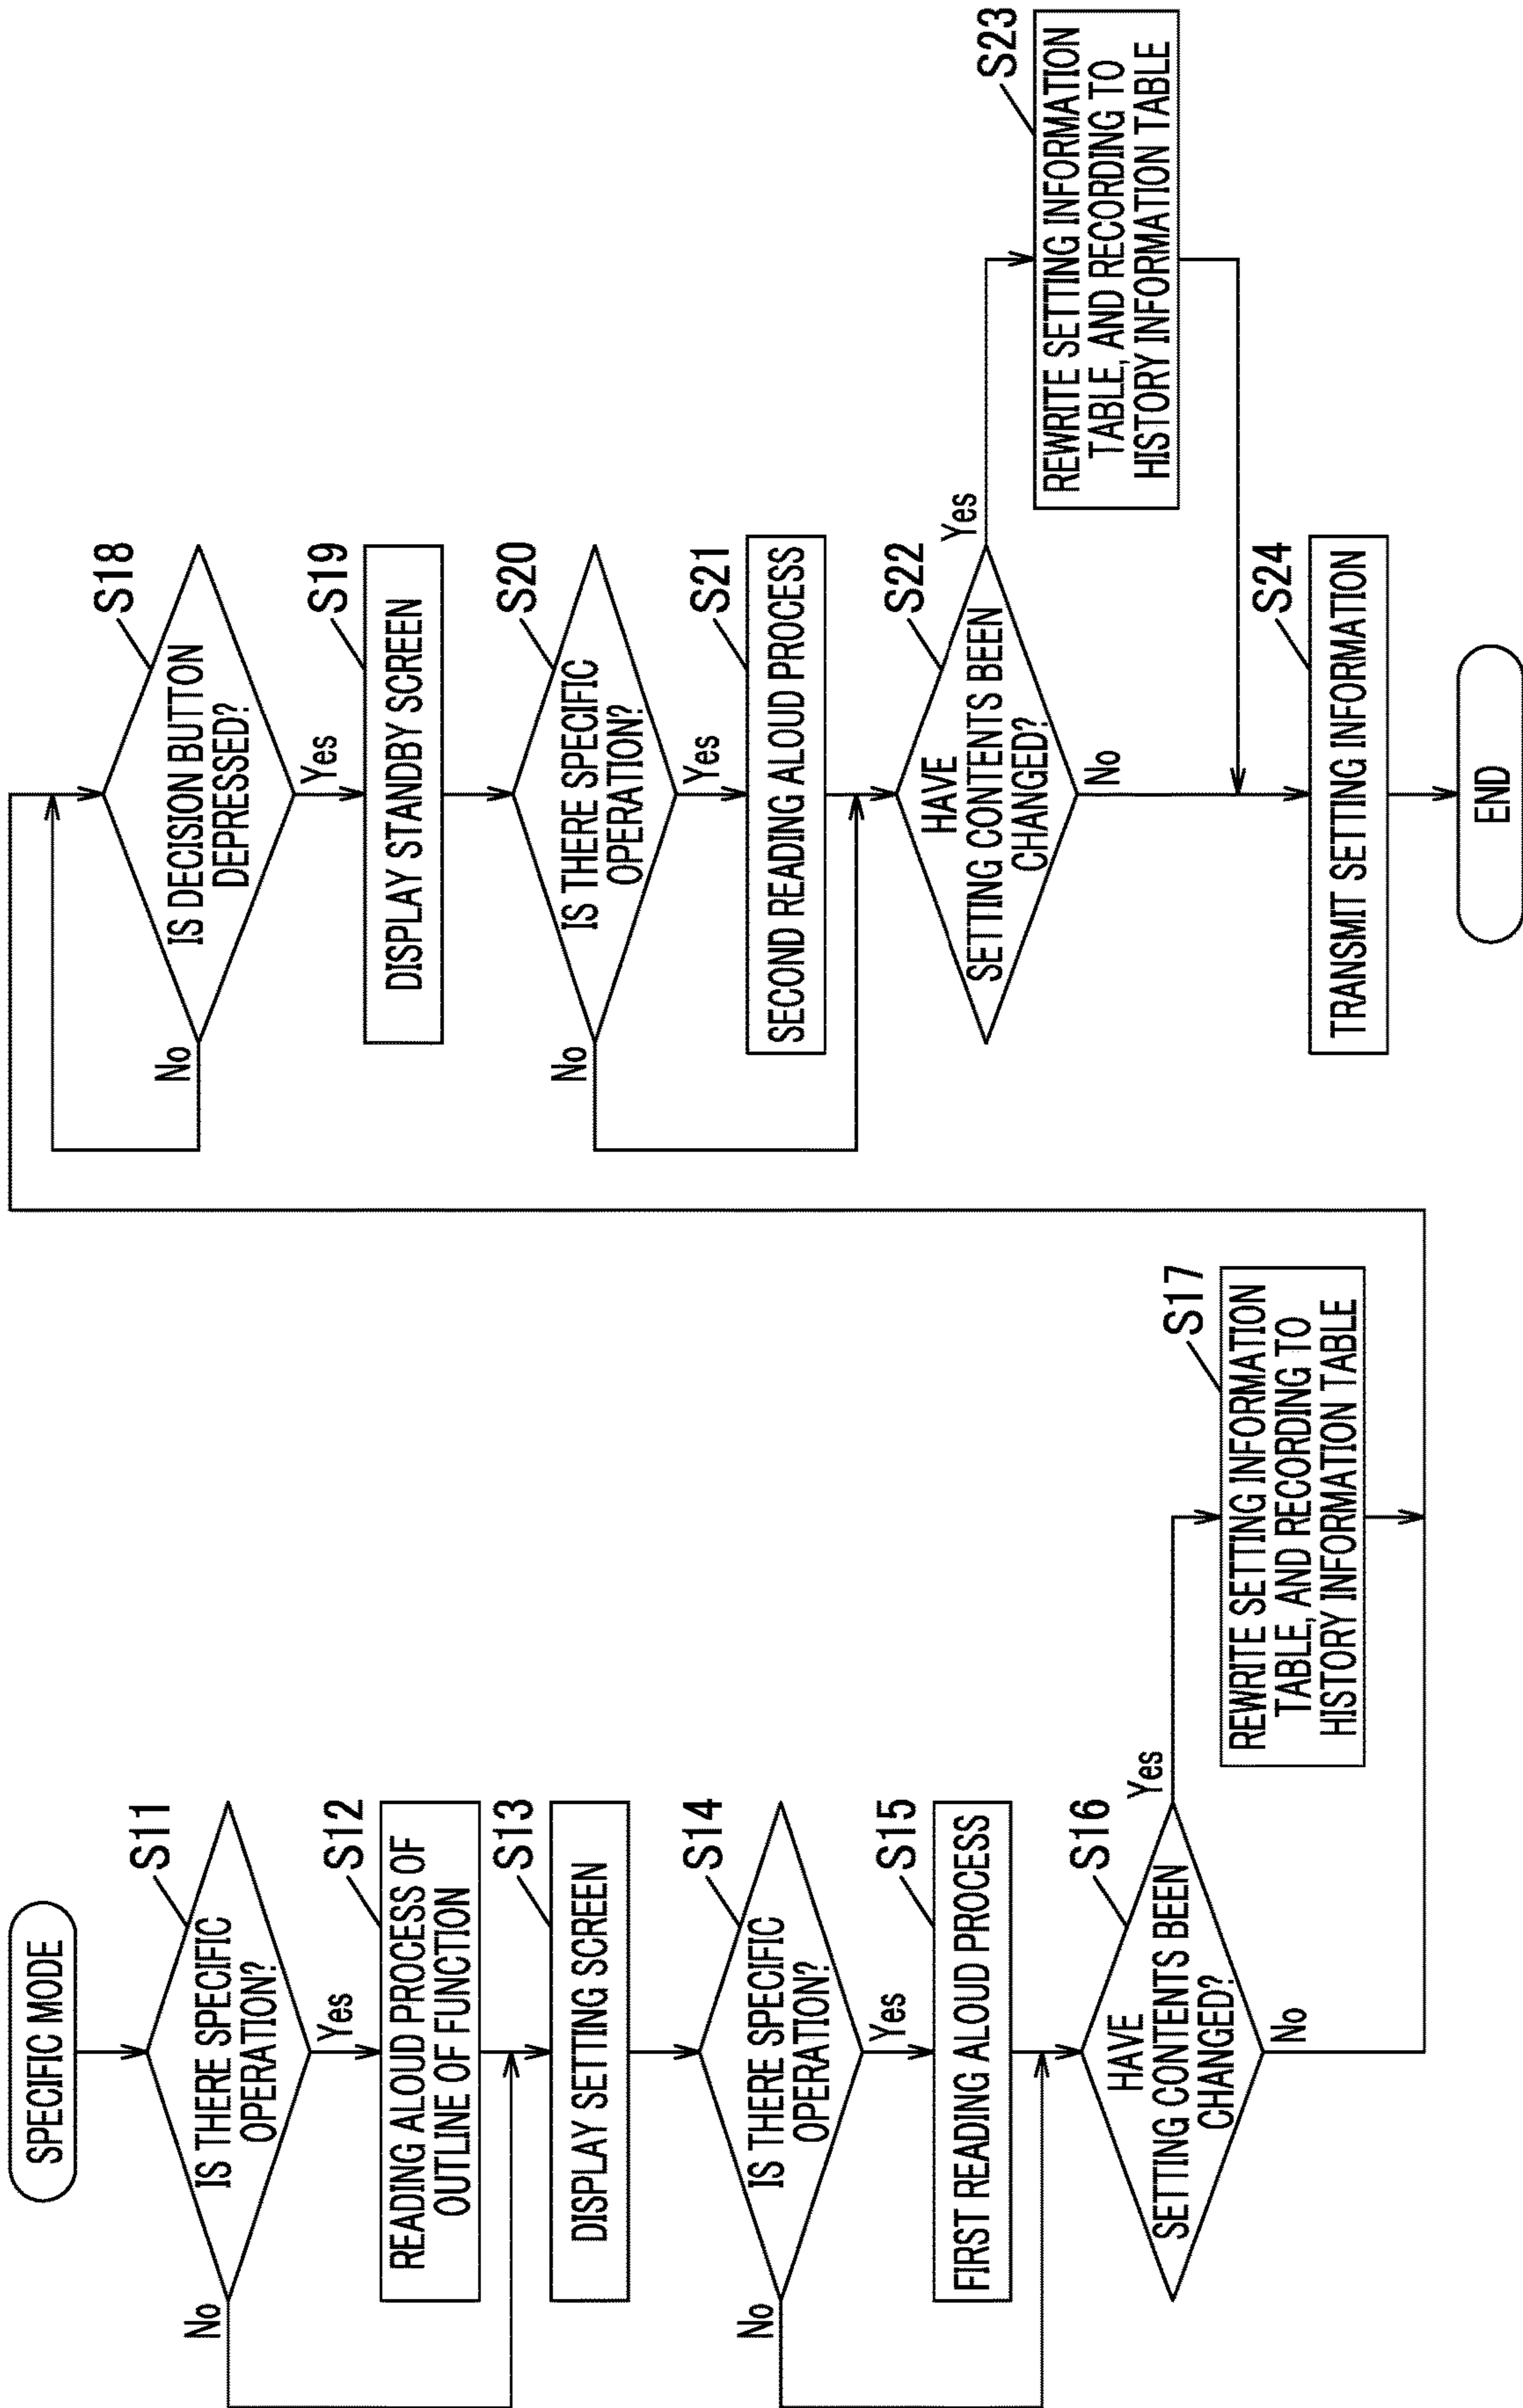 SPECIFIC MODE
S11
IS THERE SPECIFIC
OPERATION?
No
Yes
S12
READING ALOUD PROCESS OF
OUTLINE OF FUNCTION
S13
DISPLAY SETTING SCREEN
S14
IS THERE SPECIFIC
OPERATION?
No
Yes
S15
FIRST READING ALOUD PROCESS
S16
HAVE
SETTING CONTENTS BEEN
CHANGED?
Yes
No
S17
REWRITE SETTING INFORMATION
TABLE, AND RECORDING TO
HISTORY INFORMATION TABLE
S18
IS DECISION BUTTON
DEPRESSED?
No
Yes
S19
DISPLAY STANDBY SCREEN
S20
IS THERE SPECIFIC
OPERATION?
No
Yes
S21
SECOND READING ALOUD PROCESS
S22
HAVE
SETTING CONTENTS BEEN
CHANGED?
Yes
No
S23
REWRITE SETTING INFORMATION
TABLE, AND RECORDING TO
HISTORY INFORMATION TABLE
S24
TRANSMIT SETTING INFORMATION
END